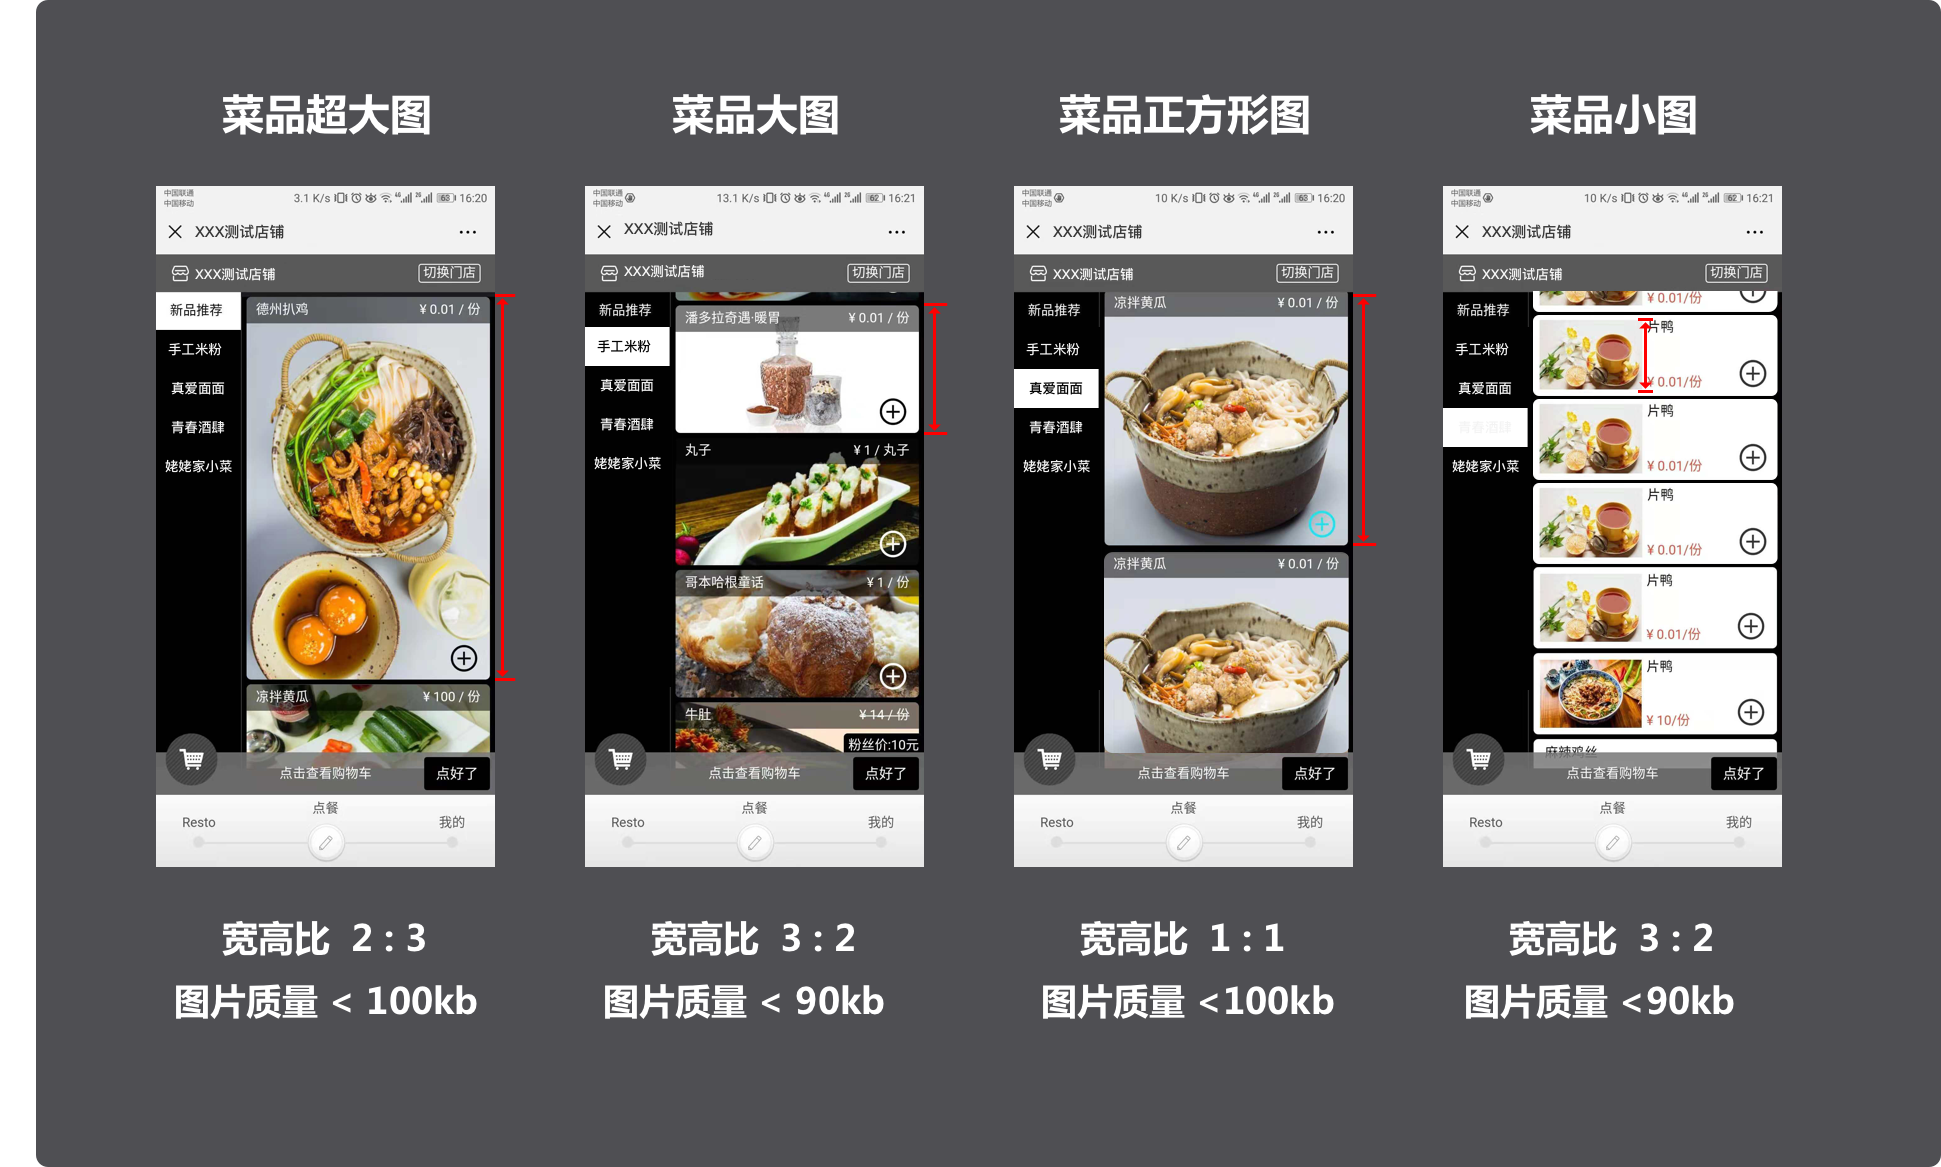 菜品超大图
中国联通
中国移动
3.1 K/s
4G
2G
63
16:20
XXX测试店铺
XXX测试店铺
切换门店
新品推荐
手工米粉
真爱面面
青春酒肆
姥姥家小菜
德州扒鸡
¥ 0.01 / 份
凉拌黄瓜
¥ 100 / 份
点击查看购物车
点好了
Resto
点餐
我的
宽高比 2 : 3
图片质量 < 100kb
菜品大图
中国联通
中国移动
13.1 K/s
4G
2G
62
16:21
XXX测试店铺
XXX测试店铺
切换门店
新品推荐
手工米粉
真爱面面
青春酒肆
姥姥家小菜
潘多拉奇遇·暖胃
¥ 0.01 / 份
丸子
¥ 1 / 丸子
哥本哈根童话
¥ 1 / 份
牛肚
¥ 14 / 份
粉丝价:10元
点击查看购物车
点好了
Resto
点餐
我的
宽高比 3 : 2
图片质量 < 90kb
菜品正方形图
中国联通
中国移动
10 K/s
4G
2G
63
16:20
XXX测试店铺
XXX测试店铺
切换门店
新品推荐
手工米粉
真爱面面
青春酒肆
姥姥家小菜
凉拌黄瓜
¥ 0.01 / 份
凉拌黄瓜
¥ 0.01 / 份
点击查看购物车
点好了
Resto
点餐
我的
宽高比 1 : 1
图片质量 <100kb
菜品小图
中国联通
中国移动
10 K/s
4G
2G
62
16:21
XXX测试店铺
XXX测试店铺
切换门店
新品推荐
手工米粉
真爱面面
青春酒肆
姥姥家小菜
¥ 0.01/份
片鸭
¥ 0.01/份
片鸭
¥ 0.01/份
片鸭
¥ 0.01/份
片鸭
¥ 0.01/份
片鸭
¥ 10/份
麻辣鸡丝
点击查看购物车
点好了
Resto
点餐
我的
宽高比 3 : 2
图片质量 <90kb